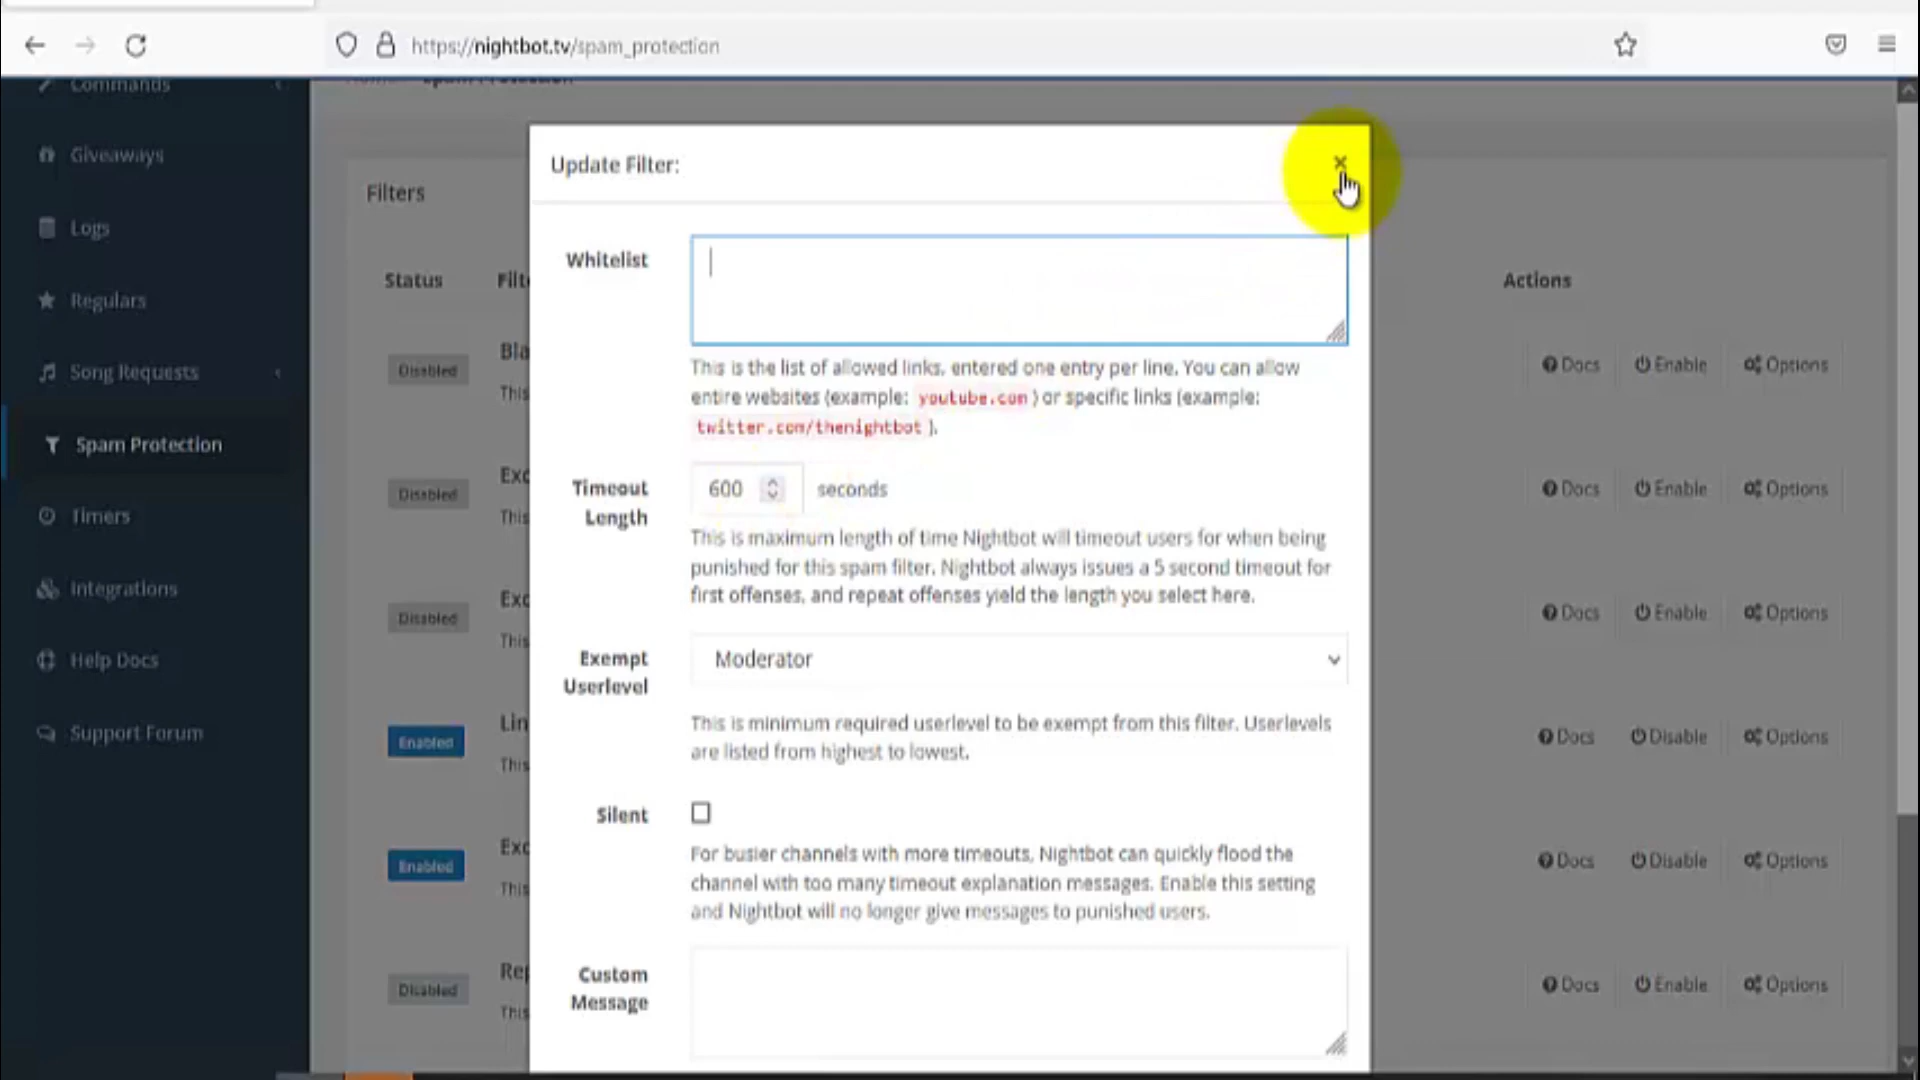 https://nightbot.tv/spam_protection
Commands
Giveaways
Logs
Regulars
Song Requests
Spam Protection
Timers
Integrations
Help Docs
Support Forum
Filters
Status
Actions
Disabled
This
Docs
Enable
Options
Disabled
Exc
This
Docs
Enable
Options
Disabled
Exc
This
Docs
Enable
Options
Enabled
Lin
This
Docs
Disable
Options
Enabled
Exc
This
Docs
Disable
Options
Disabled
Rep
This
Docs
Enable
Options
Update Filter:
×
Whitelist
This is the list of allowed links, entered one entry per line. You can allow
entire websites (example: youtube.com ) or specific links (example:
twitter.com/thenightbot ).
Timeout
Length
600
seconds
This is maximum length of time Nightbot will timeout users for when being
punished for this spam filter. Nightbot always issues a 5 second timeout for
first offenses, and repeat offenses yield the length you select here.
Exempt
Userlevel
Moderator
This is minimum required userlevel to be exempt from this filter. Userlevels
are listed from highest to lowest.
Silent
For busier channels with more timeouts, Nightbot can quickly flood the
channel with too many timeout explanation messages. Enable this setting
and Nightbot will no longer give messages to punished users.
Custom
Message